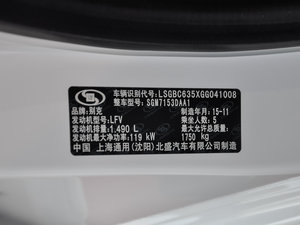 车辆识别代号: LSGBC635XGG041008
整车型号: SGM7153DAA1
品牌: 别克 制造年月: 15-11
发动机型号: LFV 乘坐人数: 5
发动机排量: 1.490 L 最大允许总质量:
发动机最大净功率: 119 kW 1750 kg
中国 上海通用(沈阳)北盛汽车有限公司制造